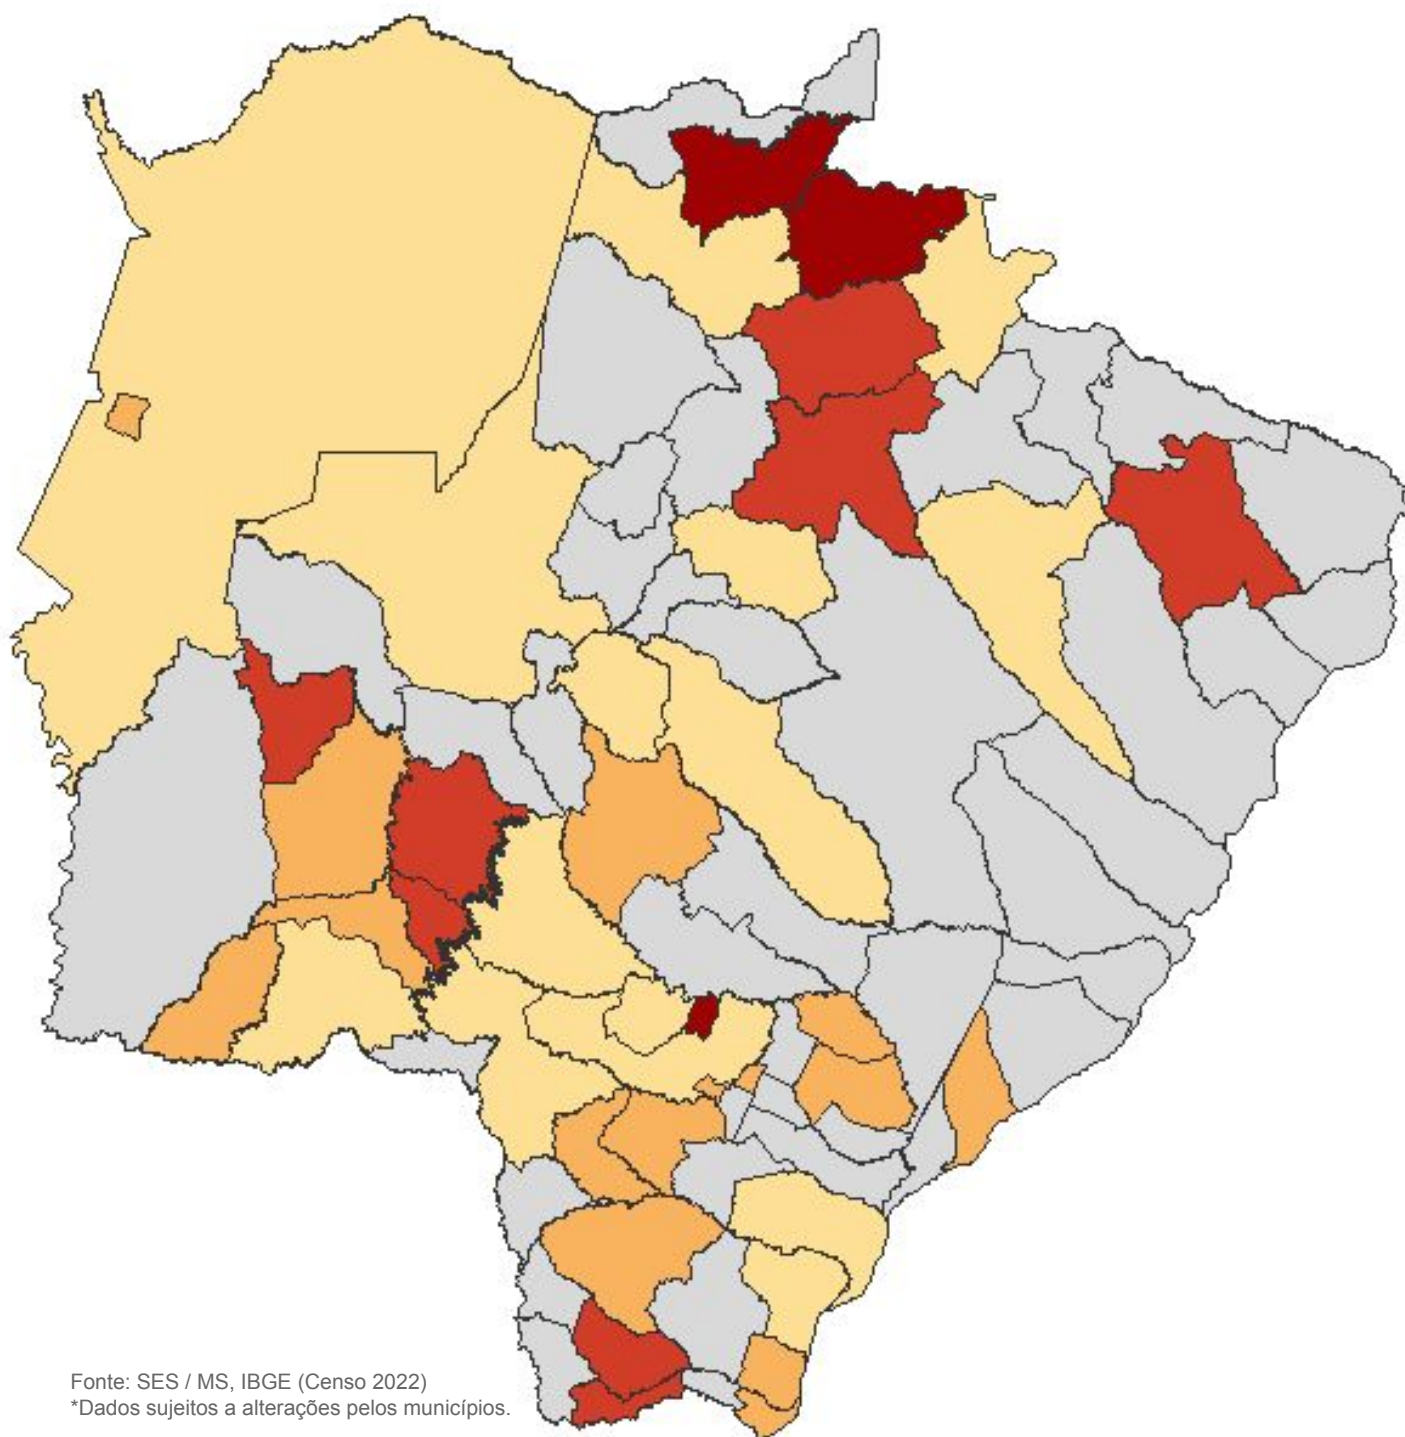 Fonte: SES / MS, IBGE (Censo 2022)
*Dados sujeitos a alterações pelos municípios.